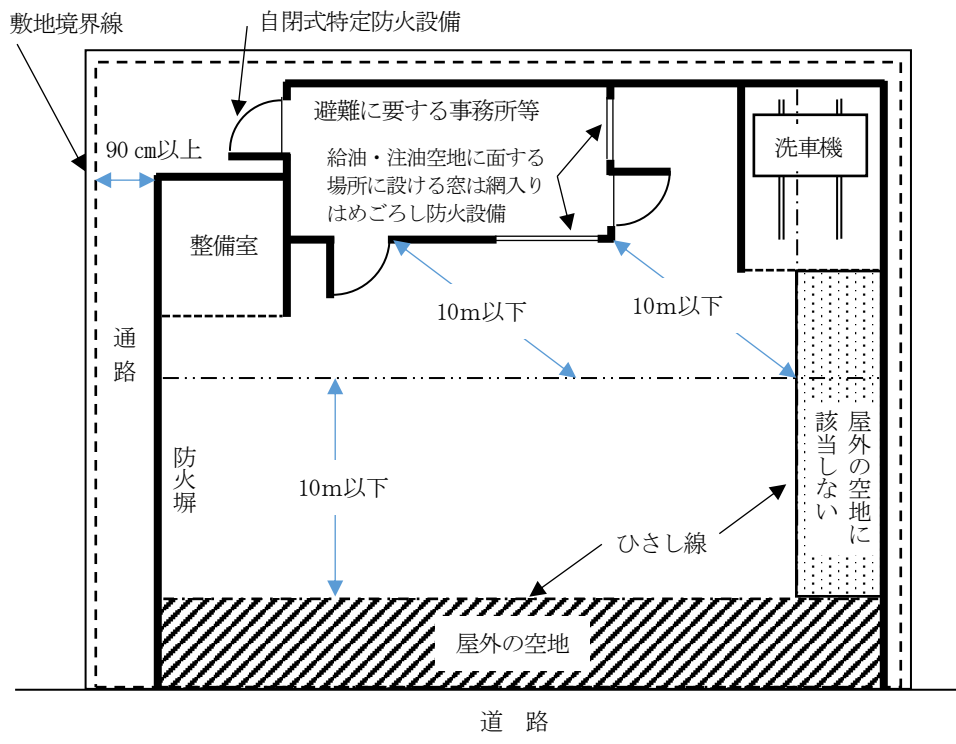 敷地境界線
自閉式特定防火設備
避難に要する事務所等
給油・注油空地に面する
場所に設ける窓は網入り
はめごろし防火設備
洗車機
90㎝以上
整備室
10m以下
10m以下
通路
防火塀
10m以下
ひさし線
屋外の空地に
該当しない
屋外の空地
道　路